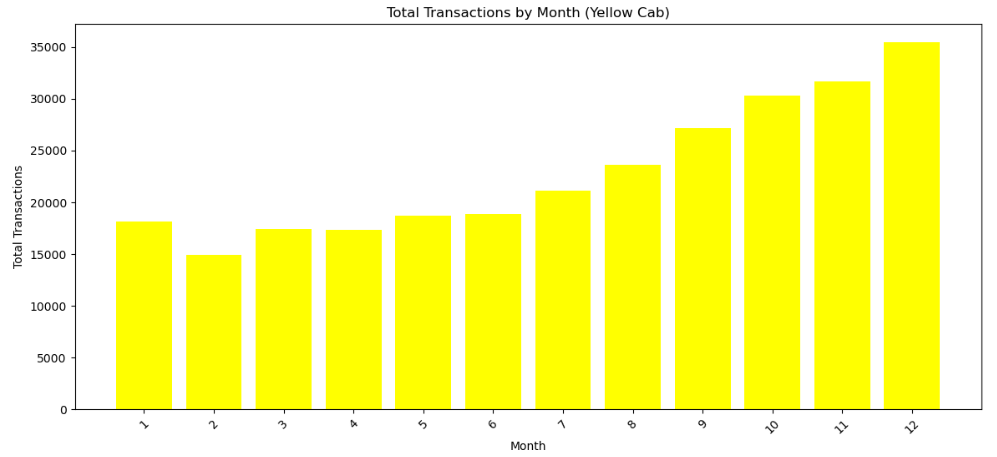 Total Transactions by Month (Yellow Cab)
Total Transactions
35000
30000
25000
20000
15000
10000
5000
0
1 2 3 4 5 6 7 8 9 10 11 12
Month